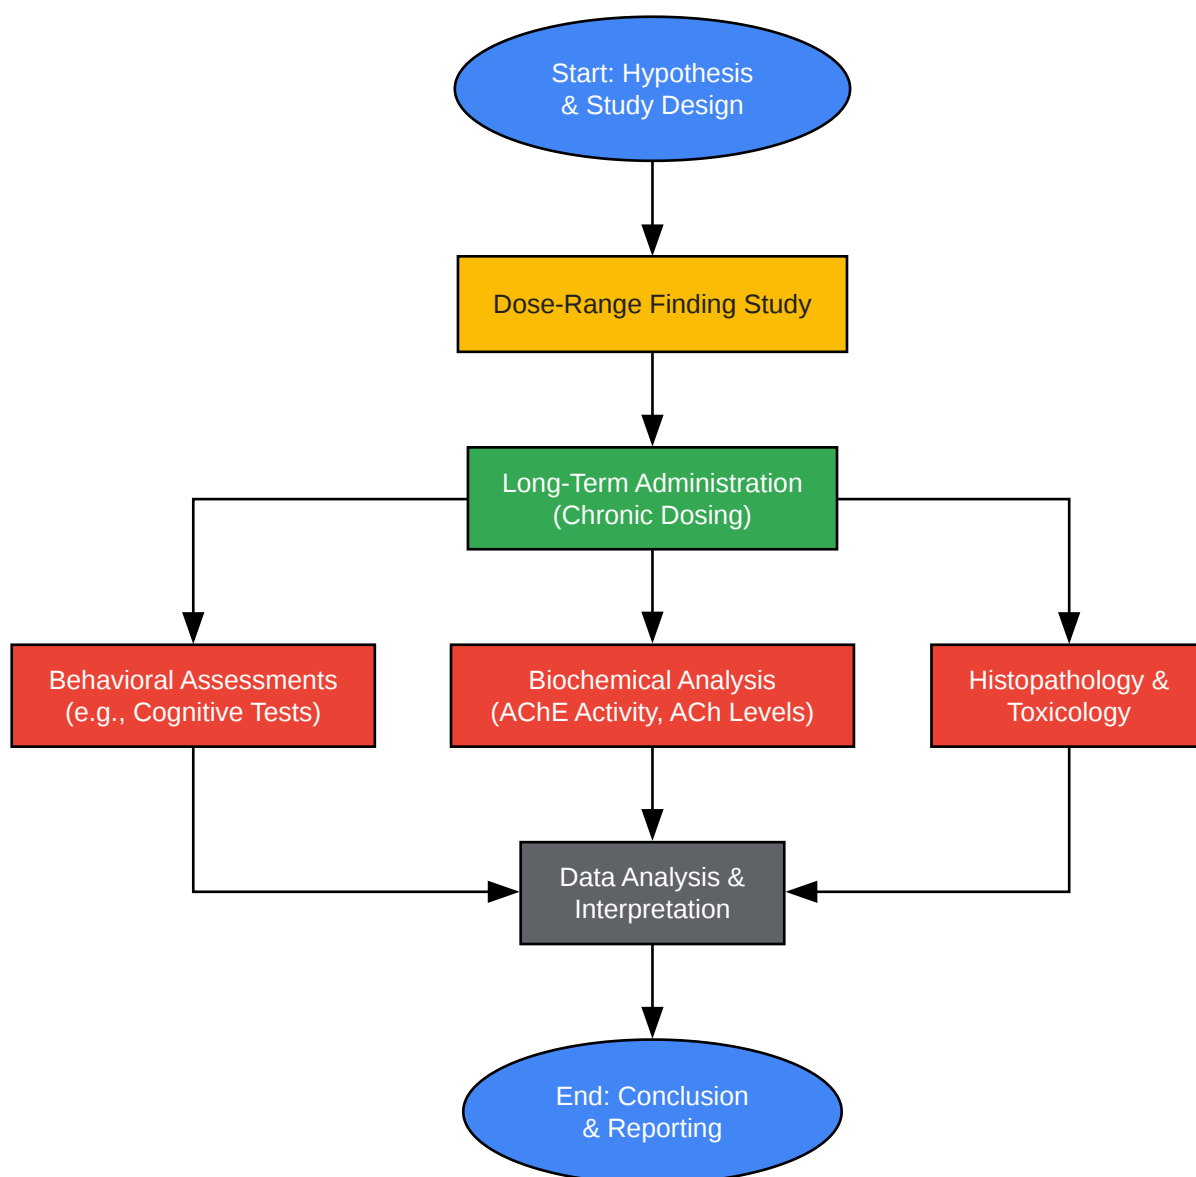 Start: Hypothesis
& Study Design
Dose-Range Finding Study
Long-Term Administration
(Chronic Dosing)
Behavioral Assessments
(e.g., Cognitive Tests)
Biochemical Analysis
(AChE Activity, ACh Levels)
Histopathology &
Toxicology
Data Analysis &
Interpretation
End: Conclusion
& Reporting